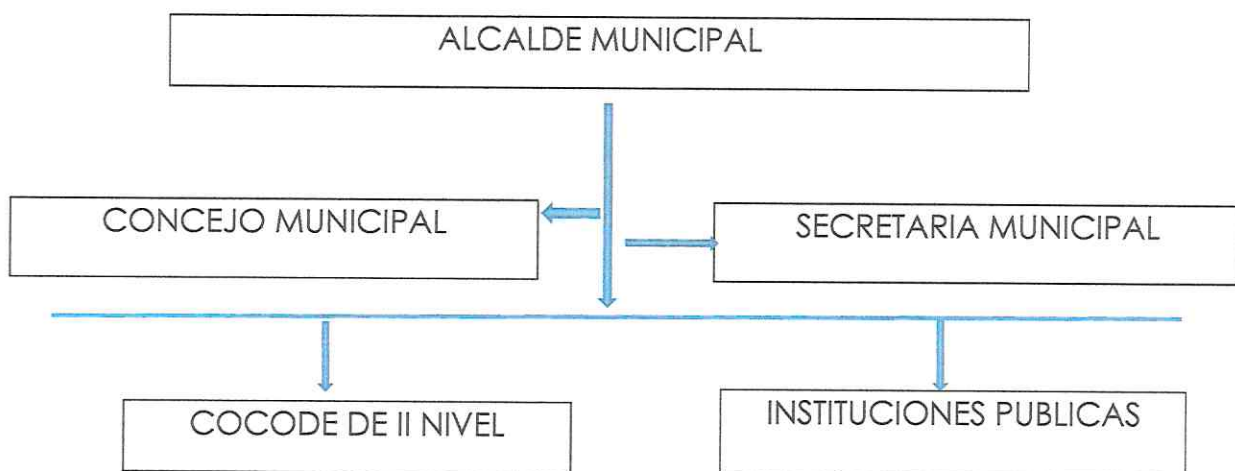 ALCALDE MUNICIPAL
CONCEJO MUNICIPAL
SECRETARIA MUNICIPAL
COCODE DE II NIVEL
INSTITUCIONES PUBLICAS